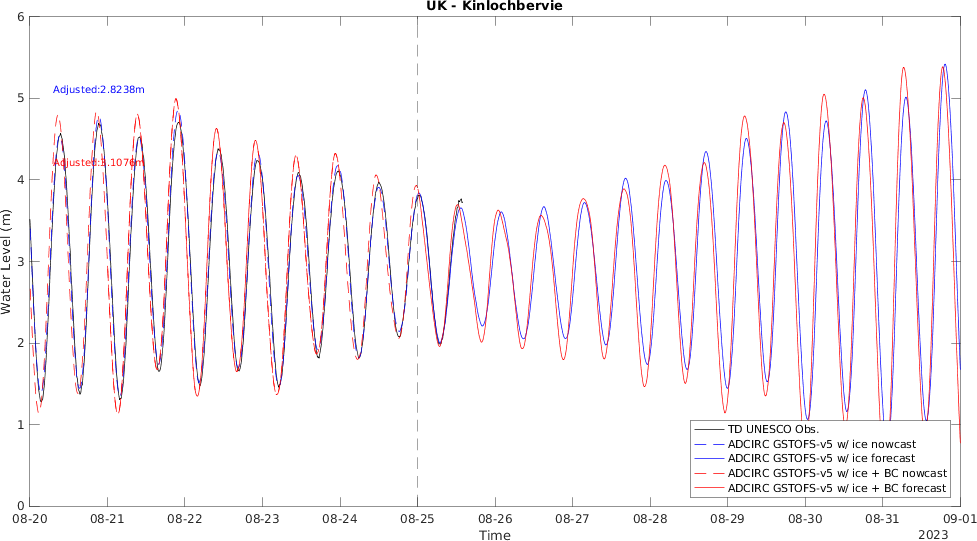 UK - Kinlochbervie
6
5
4
3
2
1
0
Water Level (m)
Adjusted:2.8238m
Adjusted:3.1076m
TD UNESCO Obs.
ADCIRC GSTOFS-v5 w/ ice nowcast
ADCIRC GSTOFS-v5 w/ ice forecast
ADCIRC GSTOFS-v5 w/ ice + BC nowcast
ADCIRC GSTOFS-v5 w/ ice + BC forecast
08-20 08-21 08-22 08-23 08-24 08-25 08-26 08-27 08-28 08-29 08-30 08-31 09-01
Time
2023